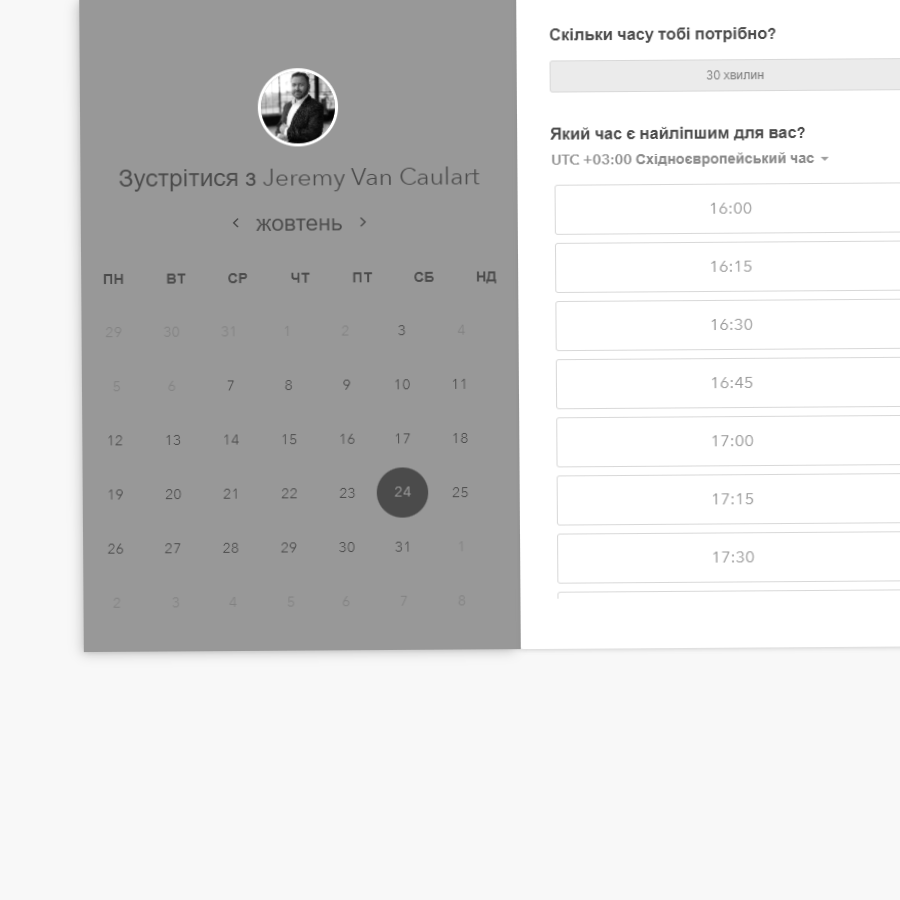 Зустрітися з Jeremy Van Caulart
жовтень
ПН ВТ СР ЧТ ПТ СБ НД
29 30 31 1 2 3 4
5 6 7 8 9 10 11
12 13 14 15 16 17 18
19 20 21 22 23 24 25
26 27 28 29 30 31 1
2 3 4 5 6 7 8
Скільки часу тобі потрібно?
30 хвилин
Який час є найліпшим для вас?
UTC +03:00 Східноєвропейський час
16:00
16:15
16:30
16:45
17:00
17:15
17:30